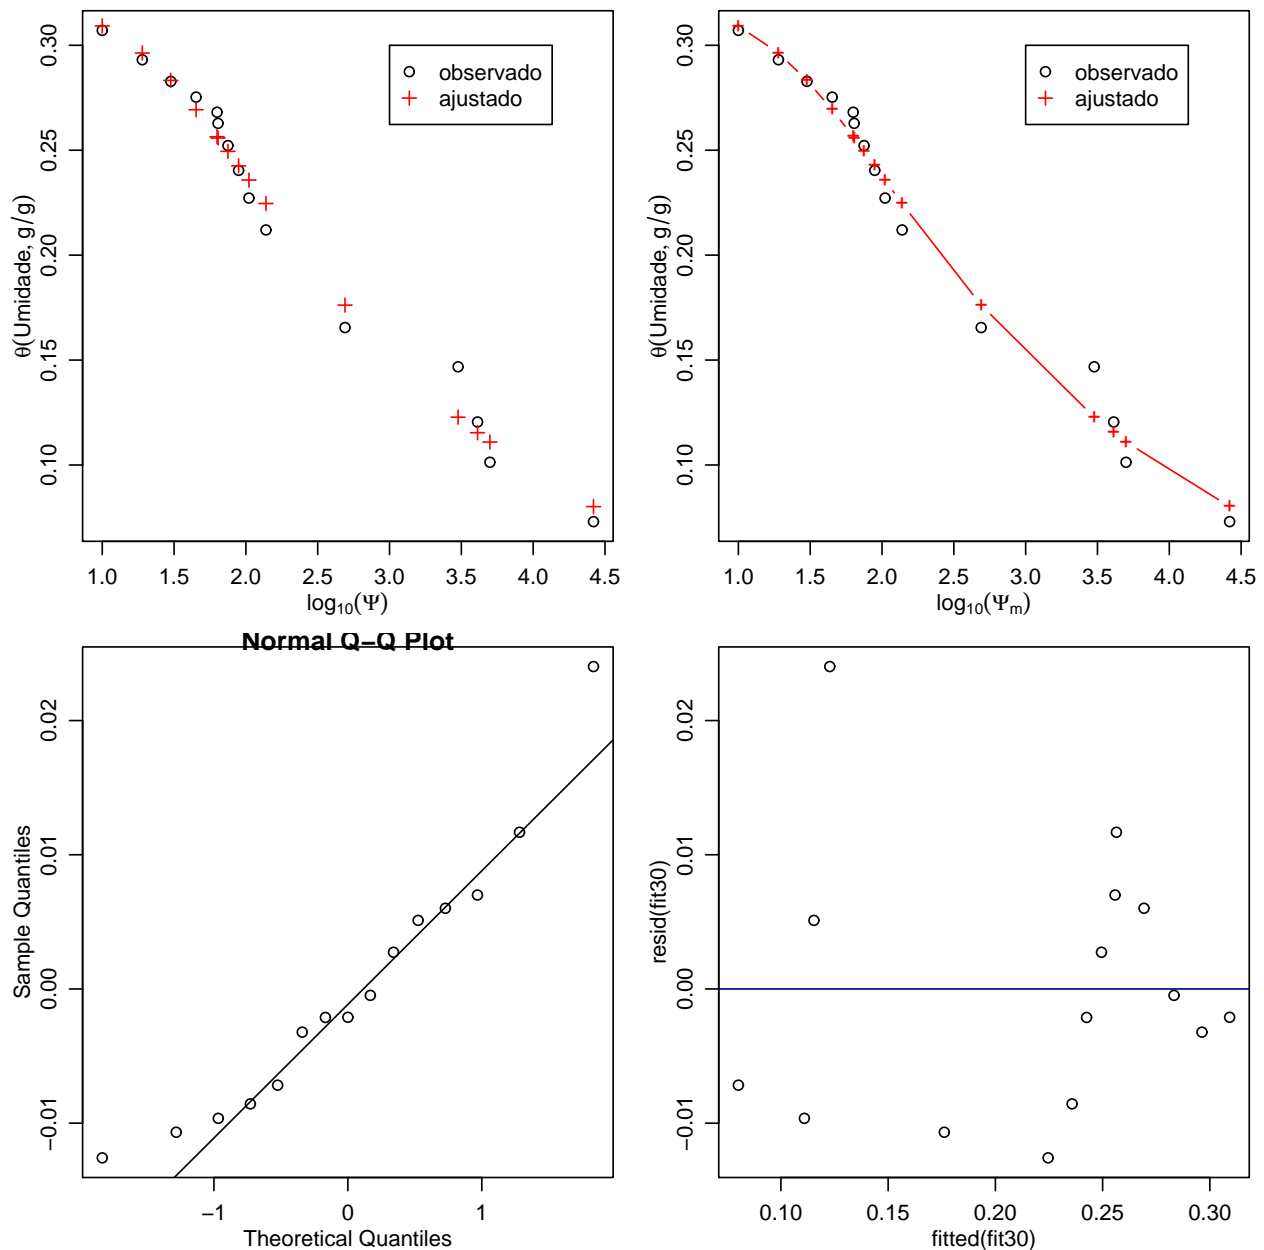 0.30
0.25
0.20
0.15
0.10
θ(Umidade, g/g)
observado
ajustado
1.0 1.5 2.0 2.5 3.0 3.5 4.0 4.5
log₁₀(Ψ)
0.30
0.25
0.20
0.15
0.10
θ(Umidade, g/g)
observado
ajustado
1.0 1.5 2.0 2.5 3.0 3.5 4.0 4.5
log₁₀(Ψₘ)
Normal Q−Q Plot
0.02
0.01
0.00
−0.01
Sample Quantiles
−1 0 1
Theoretical Quantiles
0.02
0.01
0.00
−0.01
resid(fit30)
0.10 0.15 0.20 0.25 0.30
fitted(fit30)